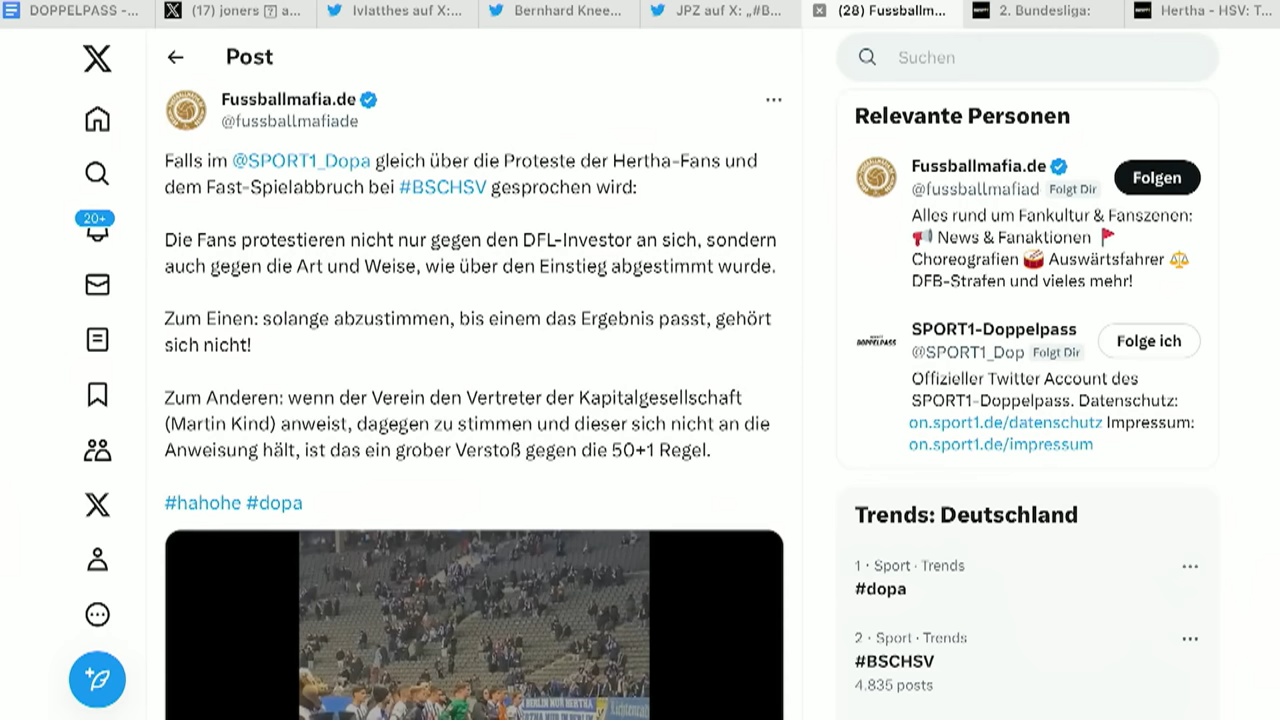 DOPPELPASS -...
(17) joners ? a...
Ivlatthes auf X:...
Bernhard Knee...
JPZ auf X: „#B...
(28) Fussballm...
2. Bundesliga:
Hertha - HSV: T...
Post
Suchen
Fussballmafia.de
@fussballmafiade
Falls im @SPORT1_Dopa gleich über die Proteste der Hertha-Fans und
dem Fast-Spielabbruch bei #BSCHSV gesprochen wird:
Die Fans protestieren nicht nur gegen den DFL-Investor an sich, sondern
auch gegen die Art und Weise, wie über den Einstieg abgestimmt wurde.
Zum Einen: solange abzustimmen, bis einem das Ergebnis passt, gehört
sich nicht!
Zum Anderen: wenn der Verein den Vertreter der Kapitalgesellschaft
(Martin Kind) anweist, dagegen zu stimmen und dieser sich nicht an die
Anweisung hält, ist das ein grober Verstoß gegen die 50+1 Regel.
#hahohe #dopa
BERLIN NUR HERTHA
20+
Relevante Personen
Fussballmafia.de
@fussballmafiad Folgt Dir
Folgen
Alles rund um Fankultur & Fanszenen:
News & Fanaktionen
Choreografien Auswärtsfahrer
DFB-Strafen und vieles mehr!
DOPPELPASS
SPORT1-Doppelpass
@SPORT1_Dop Folgt Dir
Folge ich
Offizieller Twitter Account des
SPORT1-Doppelpass. Datenschutz:
on.sport1.de/datenschutz Impressum:
on.sport1.de/impressum
Trends: Deutschland
1 · Sport · Trends
#dopa
2 · Sport · Trends
#BSCHSV
4.835 posts